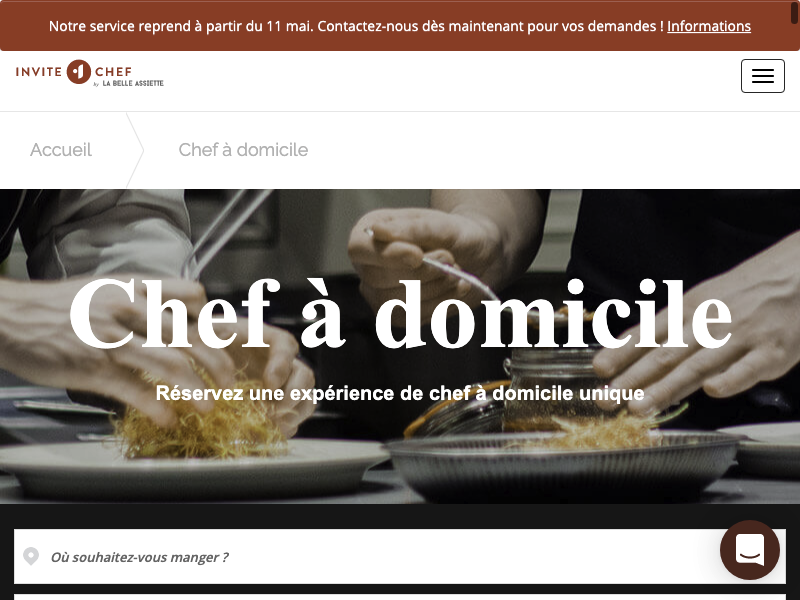 Notre service reprend à partir du 11 mai. Contactez-nous dès maintenant pour vos demandes ! Informations
INVITE CHEF
by LA BELLE ASSIETTE
Accueil
Chef à domicile
Chef à domicile
Réservez une expérience de chef à domicile unique
Où souhaitez-vous manger ?